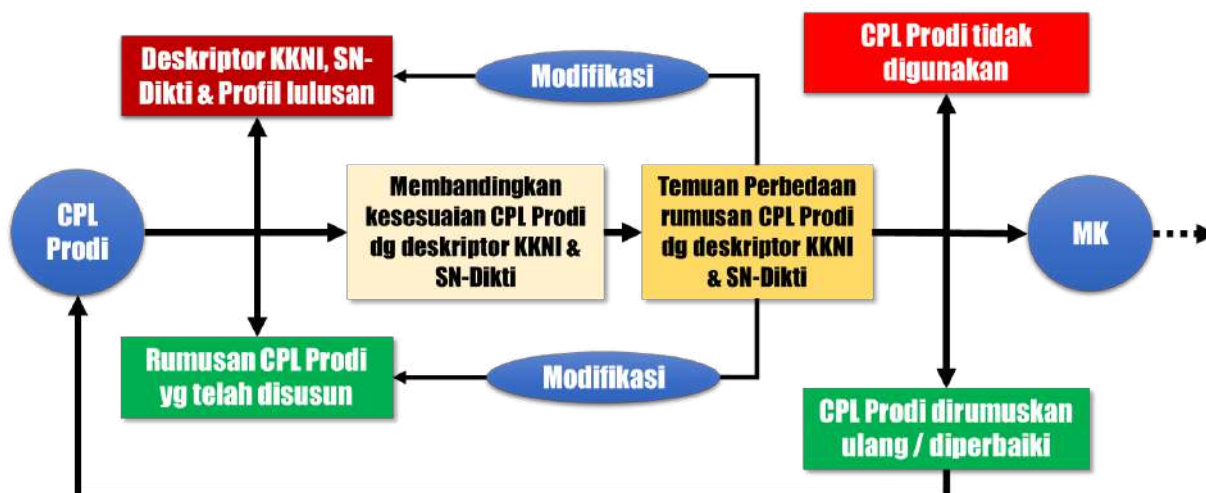 Deskriptor KKNI, SN-
Dikti & Profil lulusan
Modifikasi
CPL Prodi tidak
digunakan
CPL
Prodi
Membandingkan
kesesuaian CPL Prodi
dg deskriptor KKNI &
SN-Dikti
Temuan Perbedaan
rumusan CPL Prodi
dg deskriptor KKNI
& SN-Dikti
MK
Rumusan CPL Prodi
yg telah disusun
Modifikasi
CPL Prodi dirumuskan
ulang / diperbaiki